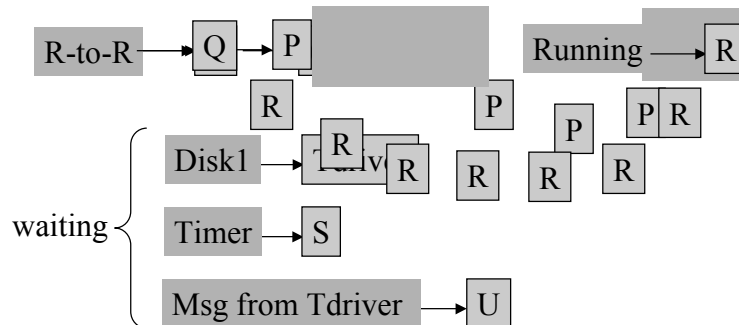 R-to-R Q P Running R
R P P R
P
R
Disk1 R R R R R
waiting
Timer S
Msg from Tdriver U